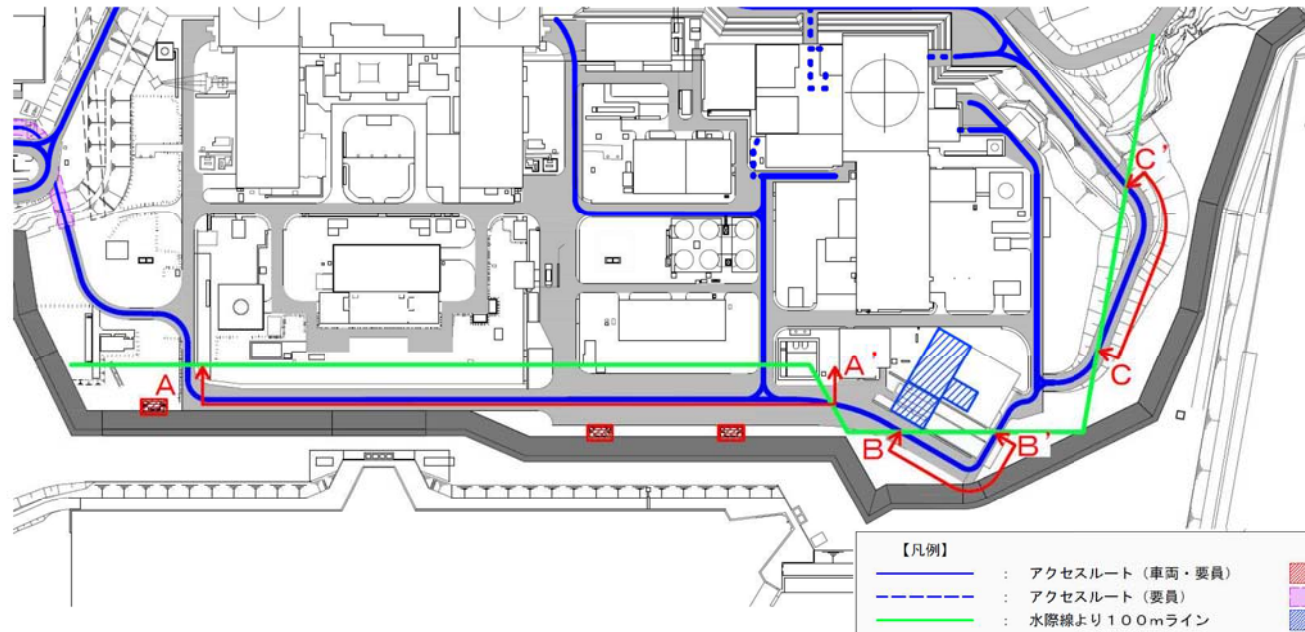 C'
A
A'
C
B
B'
【凡例】
: アクセスルート（車両・要員）
: アクセスルート（要員）
: 水際線より１００ｍライン